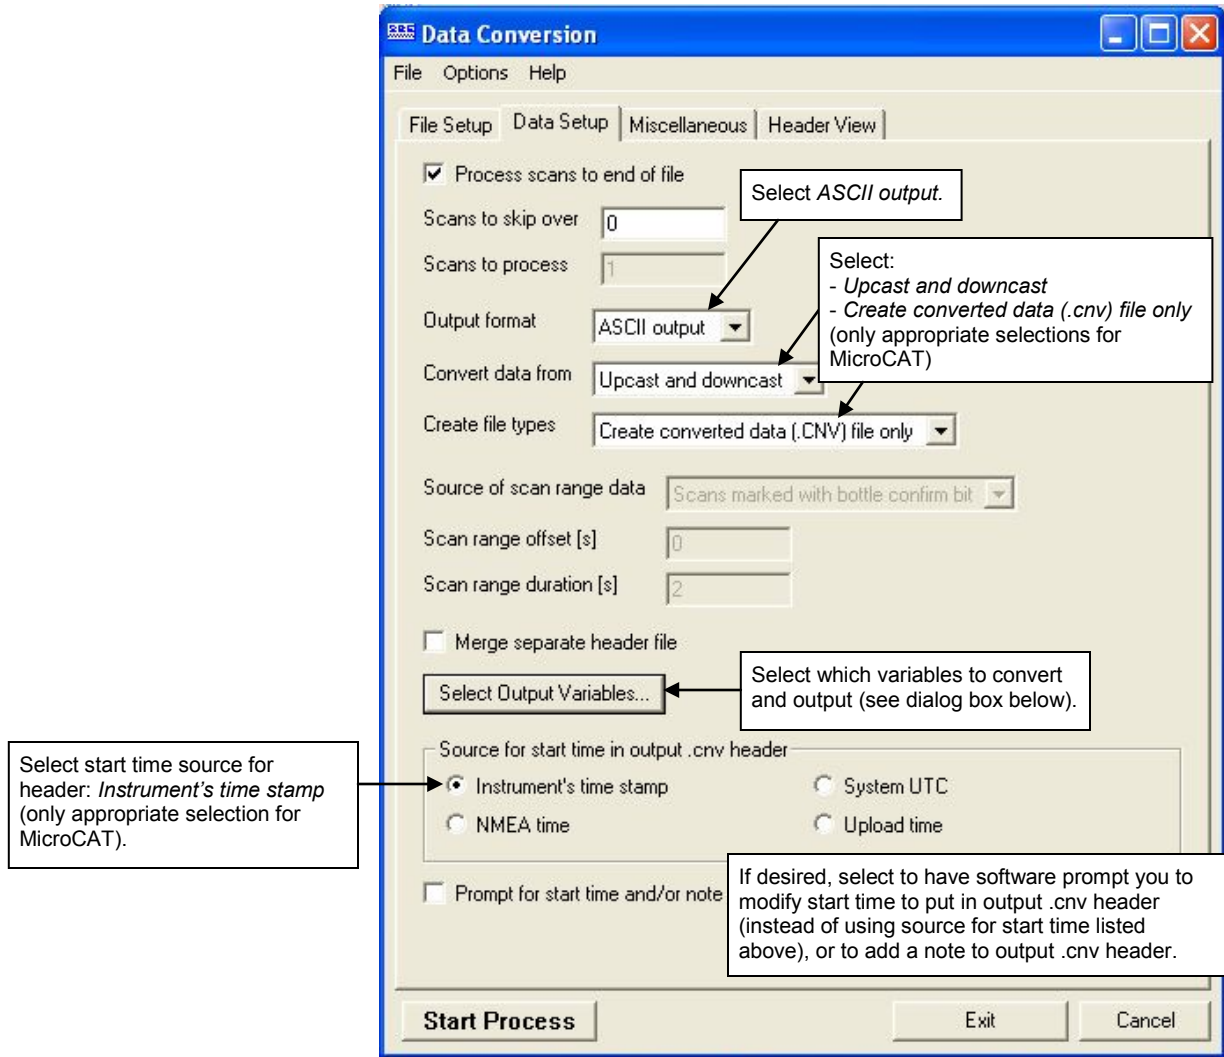 Data Conversion
File Options Help
File Setup Data Setup Miscellaneous Header View
Process scans to end of file
Select ASCII output.
Scans to skip over 0
Scans to process 1
Select:
- Upcast and downcast
- Create converted data (.cnv) file only
(only appropriate selections for
MicroCAT)
Output format ASCII output
Convert data from Upcast and downcast
Create file types Create converted data (.CNV) file only
Source of scan range data Scans marked with bottle confirm bit
Scan range offset [s] 0
Scan range duration [s] 2
Merge separate header file
Select Output Variables...
Select which variables to convert
and output (see dialog box below).
Source for start time in output .cnv header
Select start time source for
header: Instrument's time stamp
(only appropriate selection for
MicroCAT).
Instrument's time stamp System UTC
NMEA time Upload time
Prompt for start time and/or note
If desired, select to have software prompt you to
modify start time to put in output .cnv header
(instead of using source for start time listed
above), or to add a note to output .cnv header.
Start Process Exit Cancel